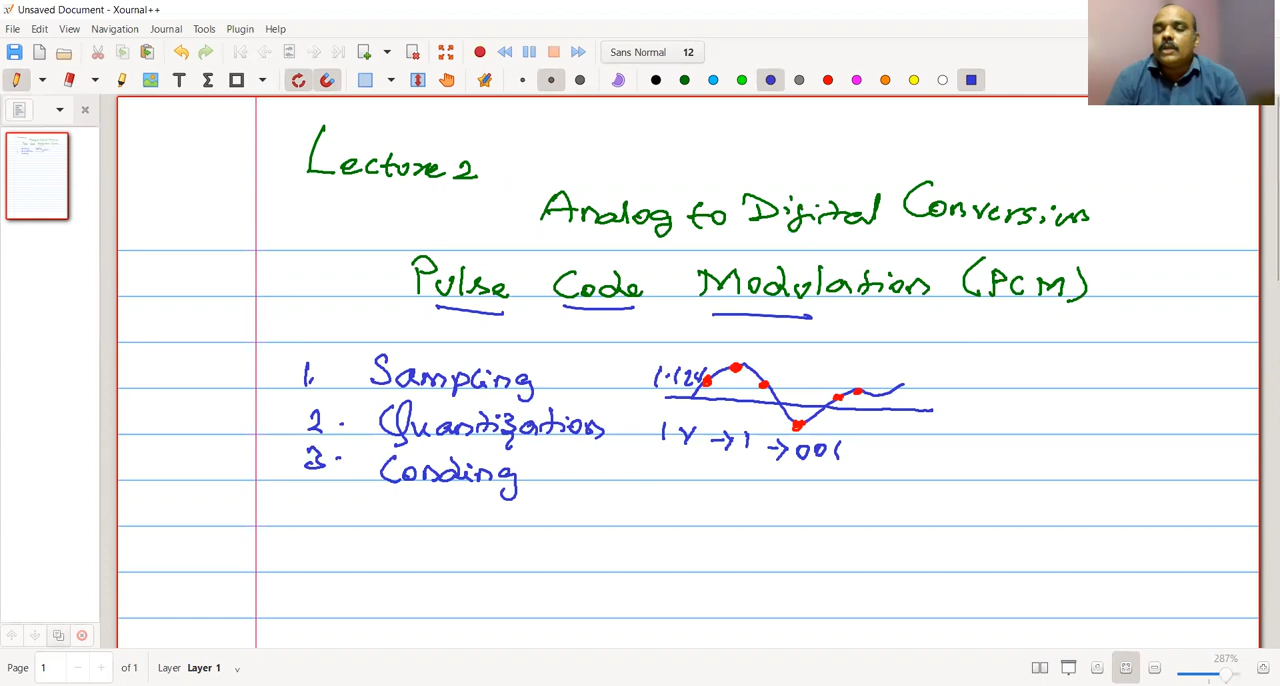 Unsaved Document - Xournal++
File Edit View Navigation Journal Tools Plugin Help
Sans Normal 12
Lecture 2
Analog to Digital Conversion
Pulse Code Modulation (PCM)
1. Sampling
1.12V
2. Quantization
1V → 1 → 001
3. Conding
Page 1 of 1 Layer Layer 1
287%